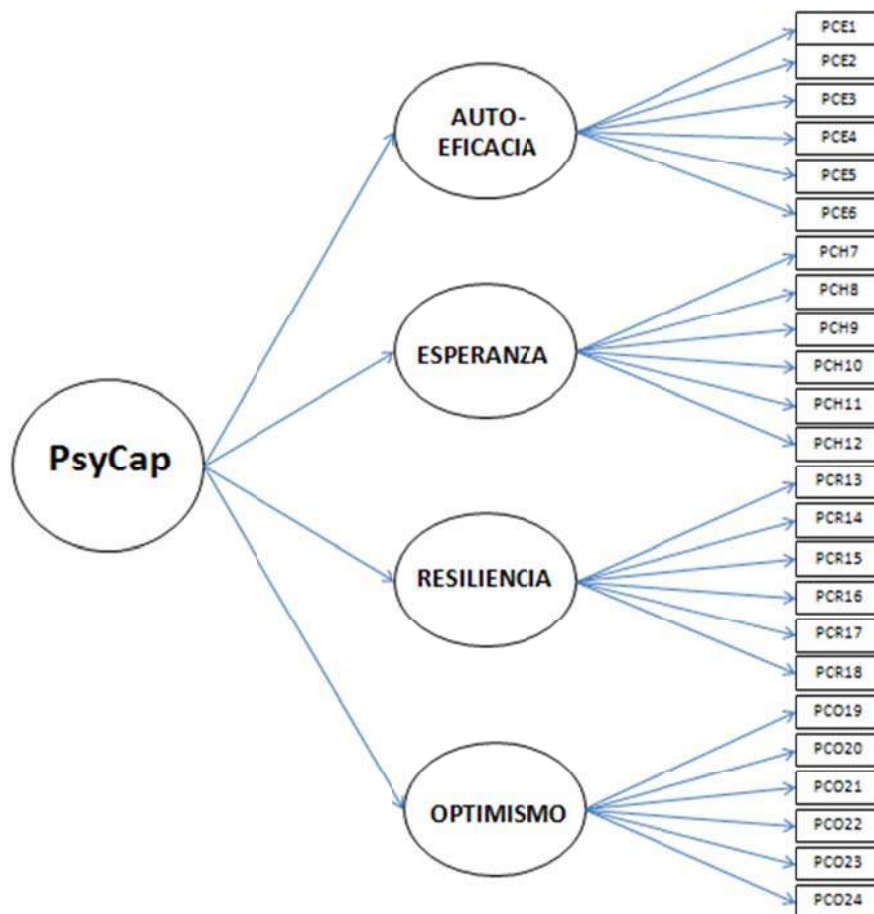 PsyCap
AUTO-
EFICACIA
ESPERANZA
RESILIENCIA
OPTIMISMO
PCE1
PCE2
PCE3
PCE4
PCE5
PCE6
PCH7
PCH8
PCH9
PCH10
PCH11
PCH12
PCR13
PCR14
PCR15
PCR16
PCR17
PCR18
PCO19
PCO20
PCO21
PCO22
PCO23
PCO24